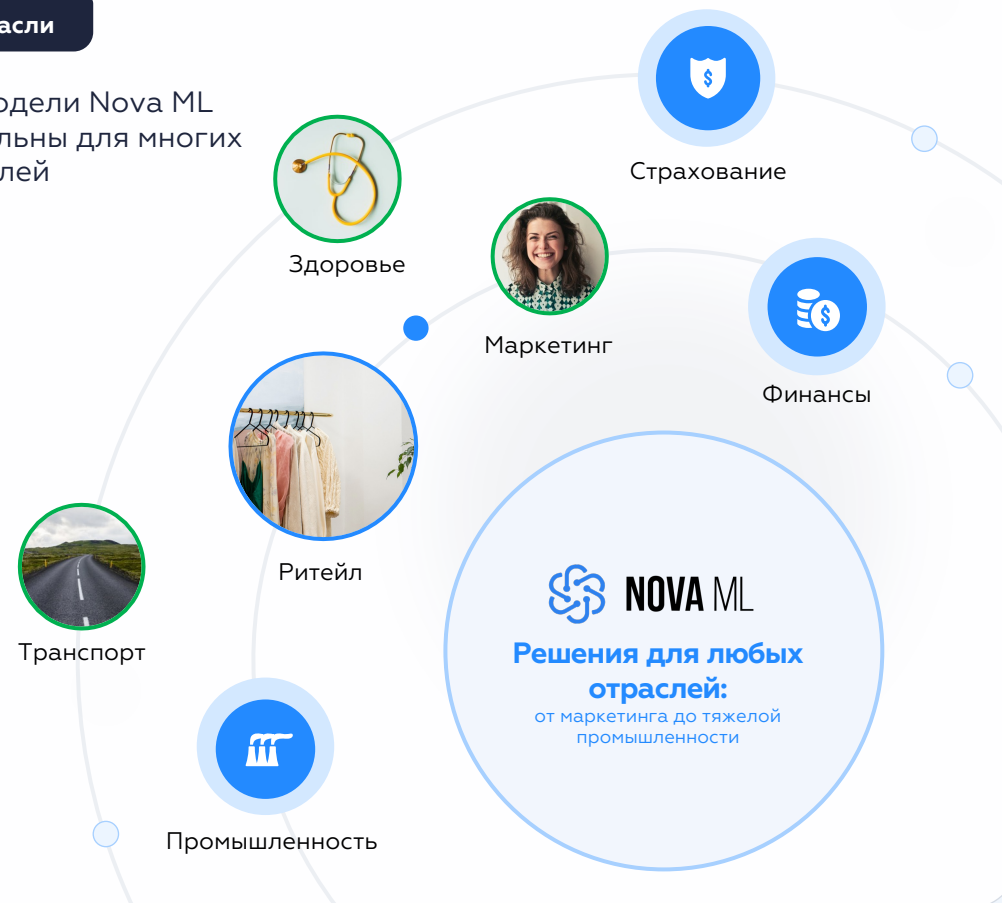 асли
одели Nova ML
льны для многих
лей
Страхование
Здоровье
Маркетинг
Финансы
Ритейл
NOVA ML
Решения для любых
отраслей:
от маркетинга до тяжелой
промышленности
Транспорт
Промышленность